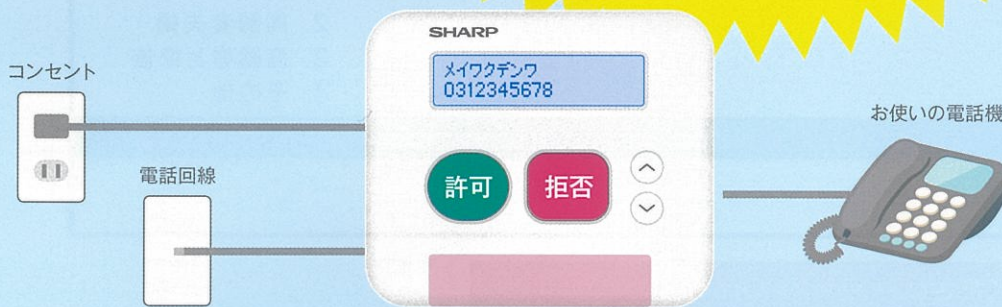 SHARP
メイワクデンワ
0312345678
コンセント
お使いの電話機
電話回線
許可
拒否